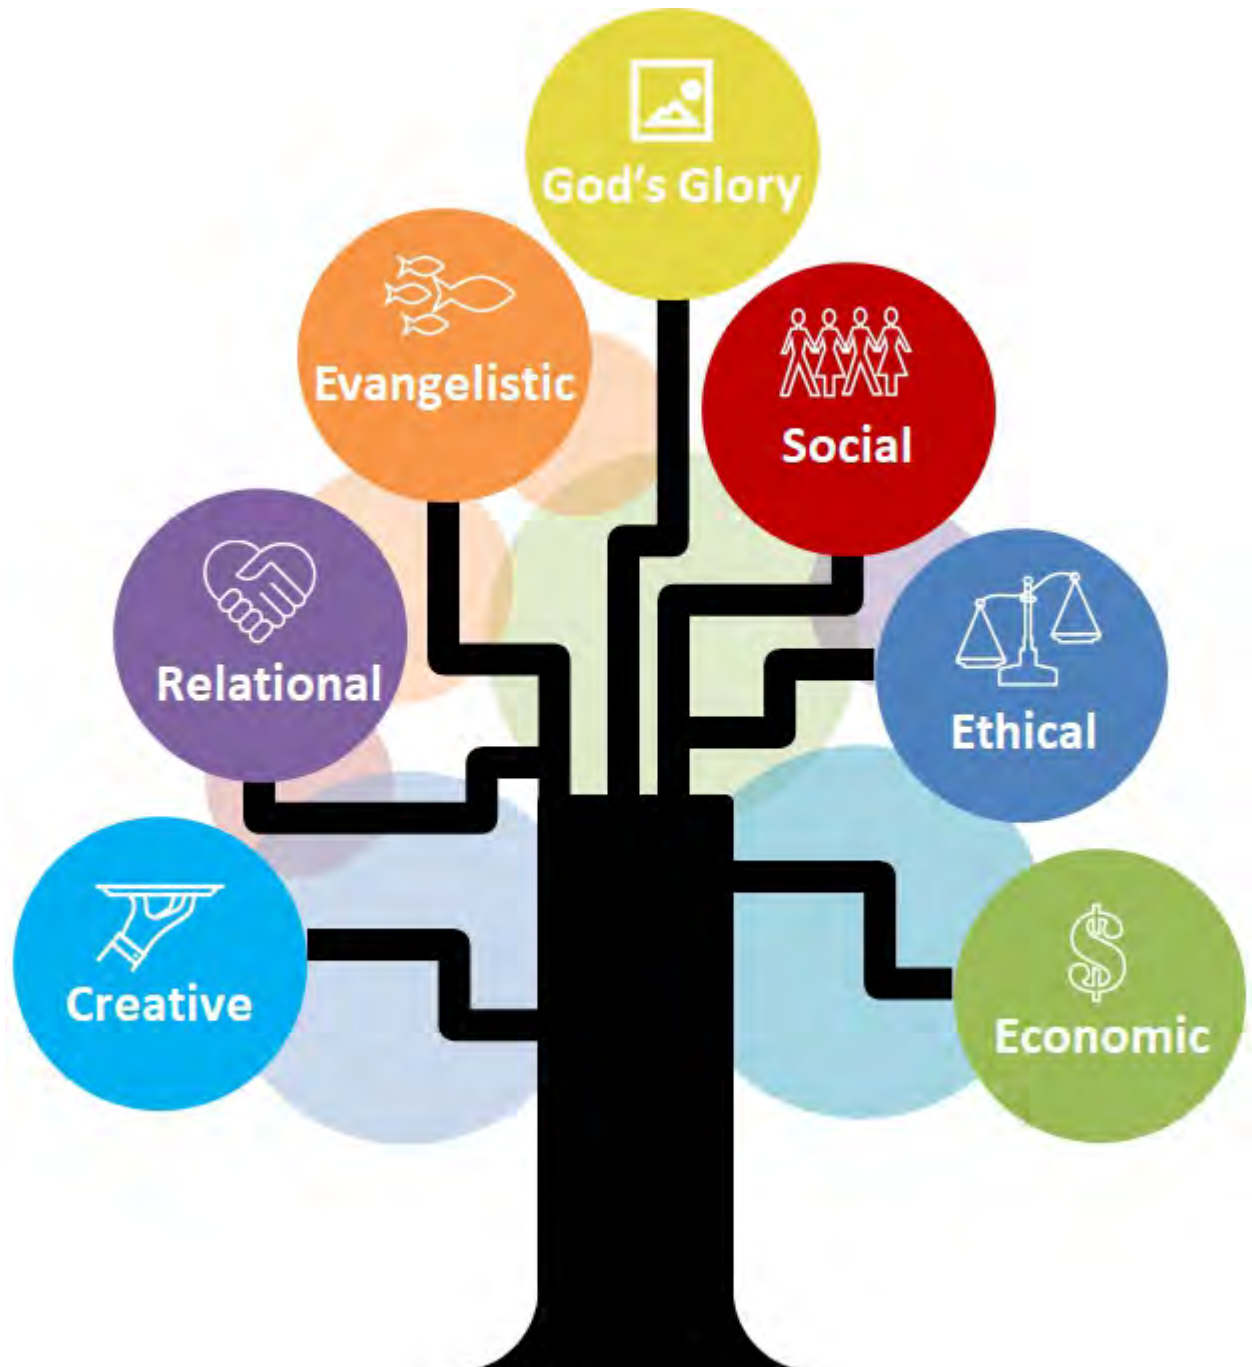 God's Glory
Evangelistic
Social
Relational
Ethical
Creative
Economic